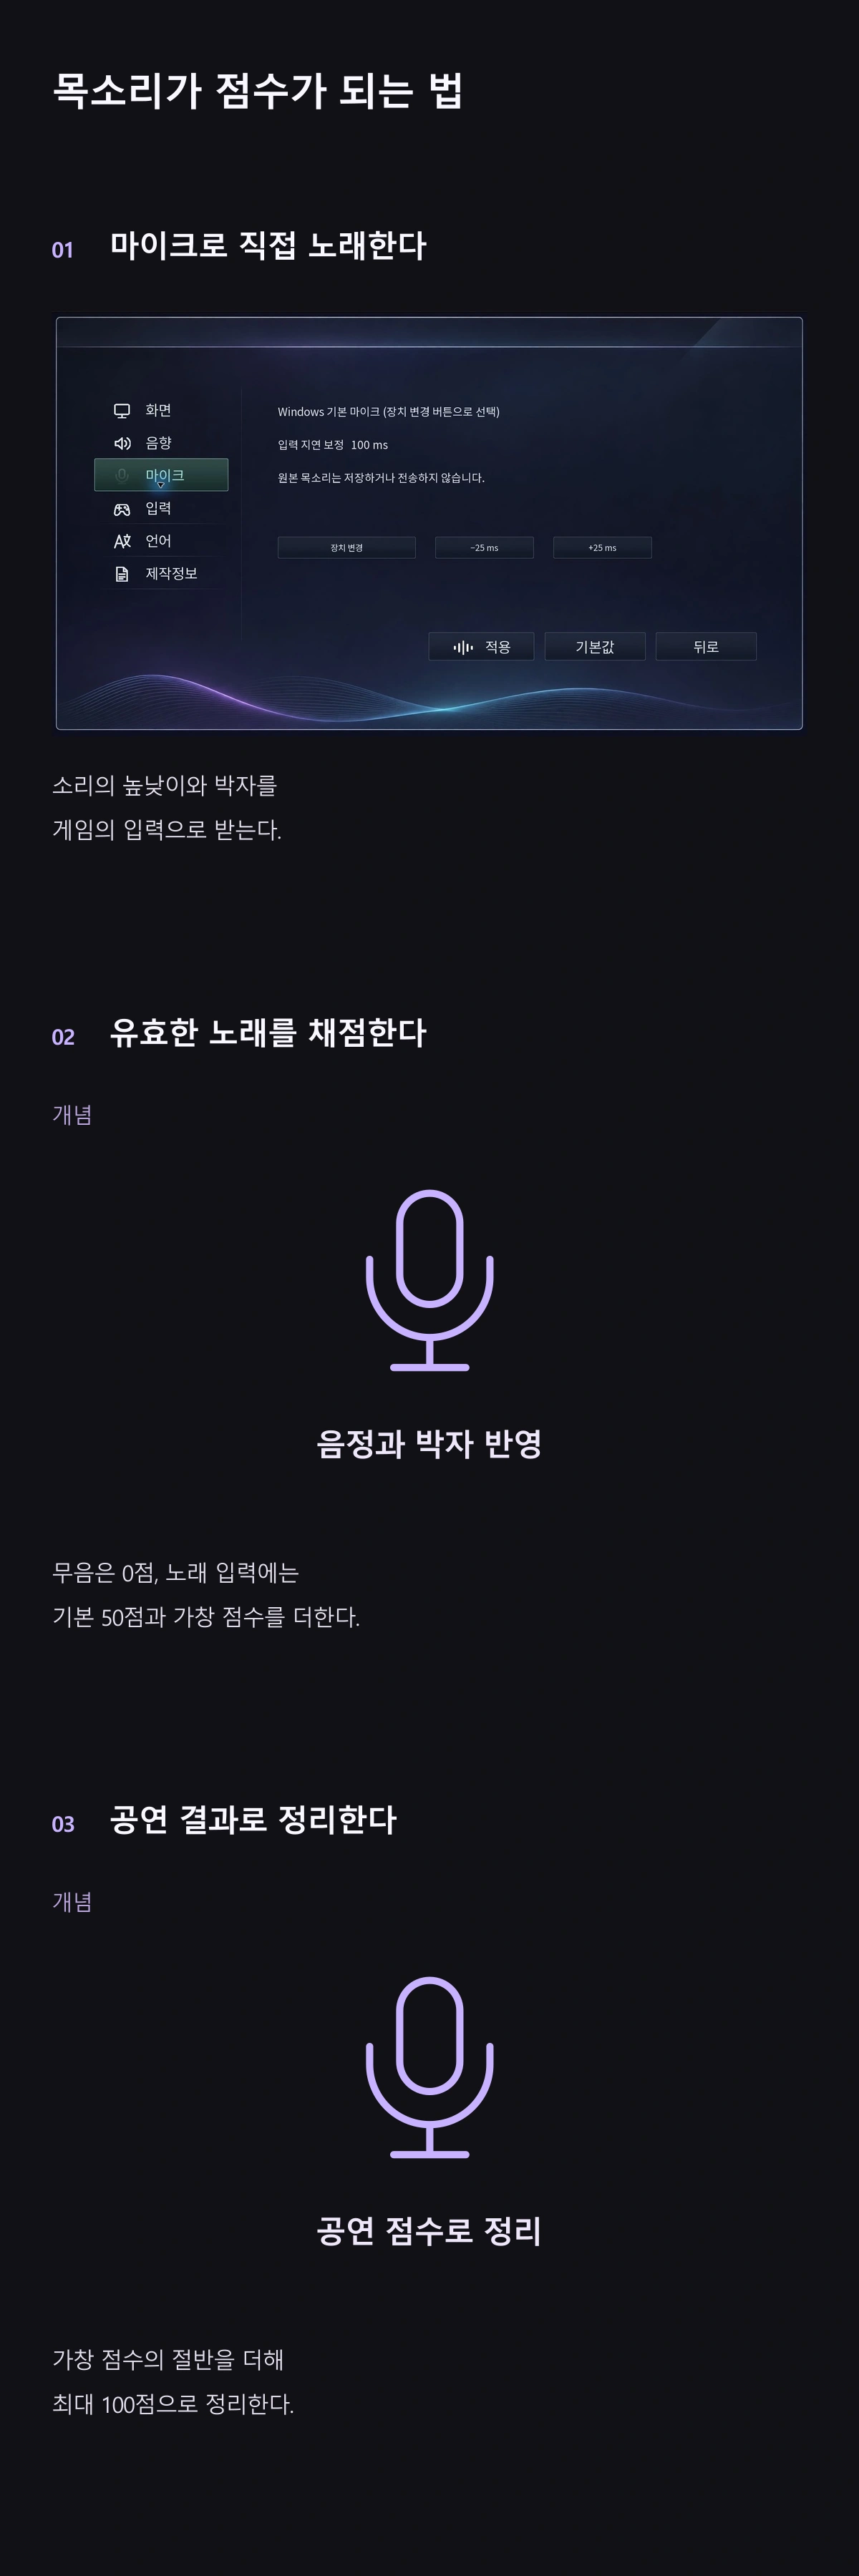 목소리가 점수가 되는 법
01 마이크로 직접 노래한다
화면
음향
마이크
입력
언어
제작정보
Windows 기본 마이크 (장치 변경 버튼으로 선택)
입력 지연 보정 100 ms
원본 목소리는 저장하거나 전송하지 않습니다.
장치 변경
−25 ms
+25 ms
적용
기본값
뒤로
소리의 높낮이와 박자를
게임의 입력으로 받는다.
02 유효한 노래를 채점한다
개념
음정과 박자 반영
무음은 0점, 노래 입력에는
기본 50점과 가창 점수를 더한다.
03 공연 결과로 정리한다
개념
공연 점수로 정리
가창 점수의 절반을 더해
최대 100점으로 정리한다.